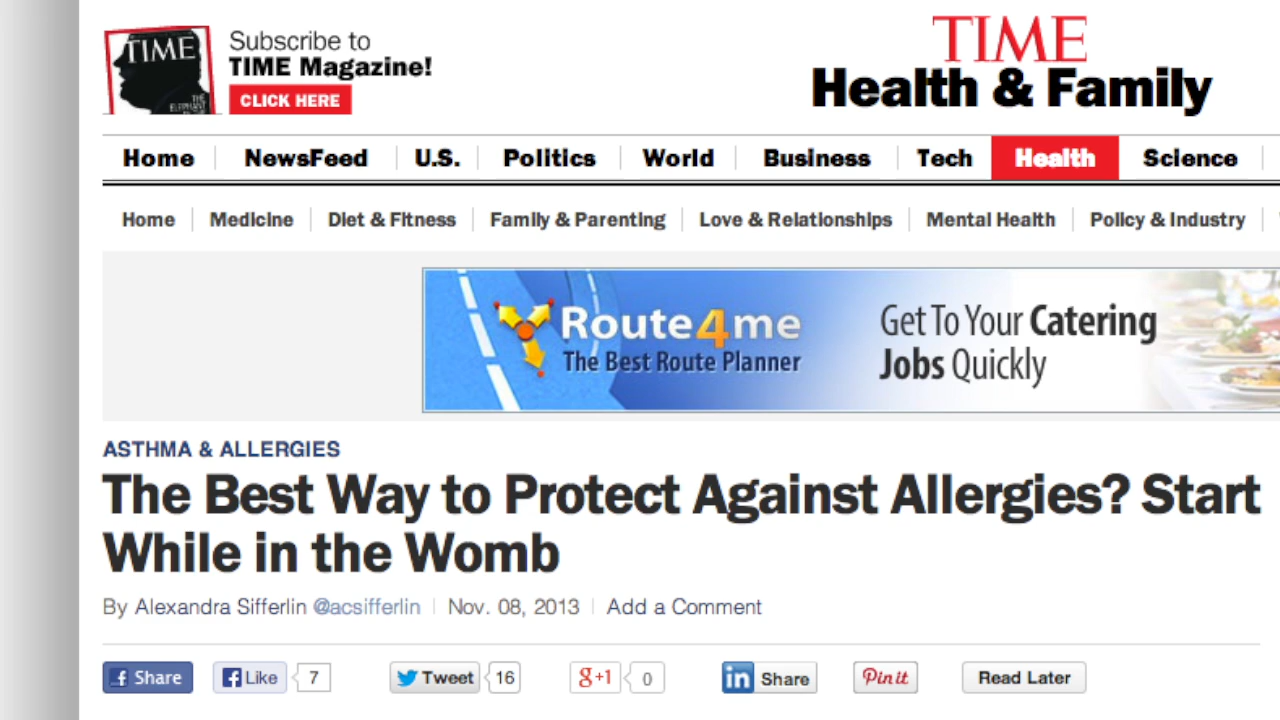 TIME
THE
Subscribe to
TIME Magazine!
CLICK HERE
TIME
Health & Family
Home NewsFeed U.S. Politics World Business Tech Health Science
Home Medicine Diet & Fitness Family & Parenting Love & Relationships Mental Health Policy & Industry
Route4me
The Best Route Planner
Get To Your Catering
Jobs Quickly
ASTHMA & ALLERGIES
The Best Way to Protect Against Allergies? Start
While in the Womb
By Alexandra Sifferlin @acsifferlin Nov. 08, 2013 Add a Comment
f Share f Like 7 Tweet 16 g+1 0 in Share Pin it Read Later